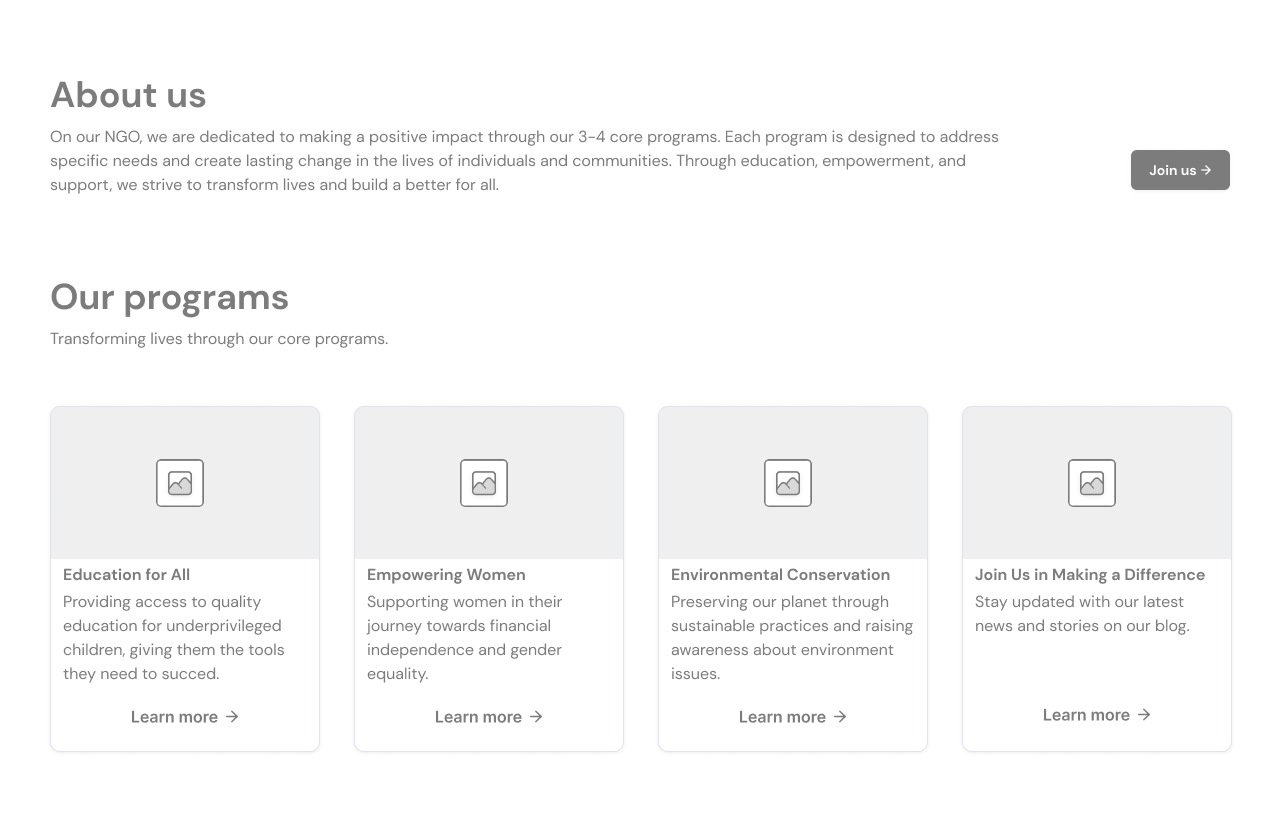 About us
On our NGO, we are dedicated to making a positive impact through our 3-4 core programs. Each program is designed to address
specific needs and create lasting change in the lives of individuals and communities. Through education, empowerment, and
support, we strive to transform lives and build a better for all.
Join us →
Our programs
Transforming lives through our core programs.
Education for All
Providing access to quality
education for underprivileged
children, giving them the tools
they need to succed.
Learn more →
Empowering Women
Supporting women in their
journey towards financial
independence and gender
equality.
Learn more →
Environmental Conservation
Preserving our planet through
sustainable practices and raising
awareness about environment
issues.
Learn more →
Join Us in Making a Difference
Stay updated with our latest
news and stories on our blog.
Learn more →